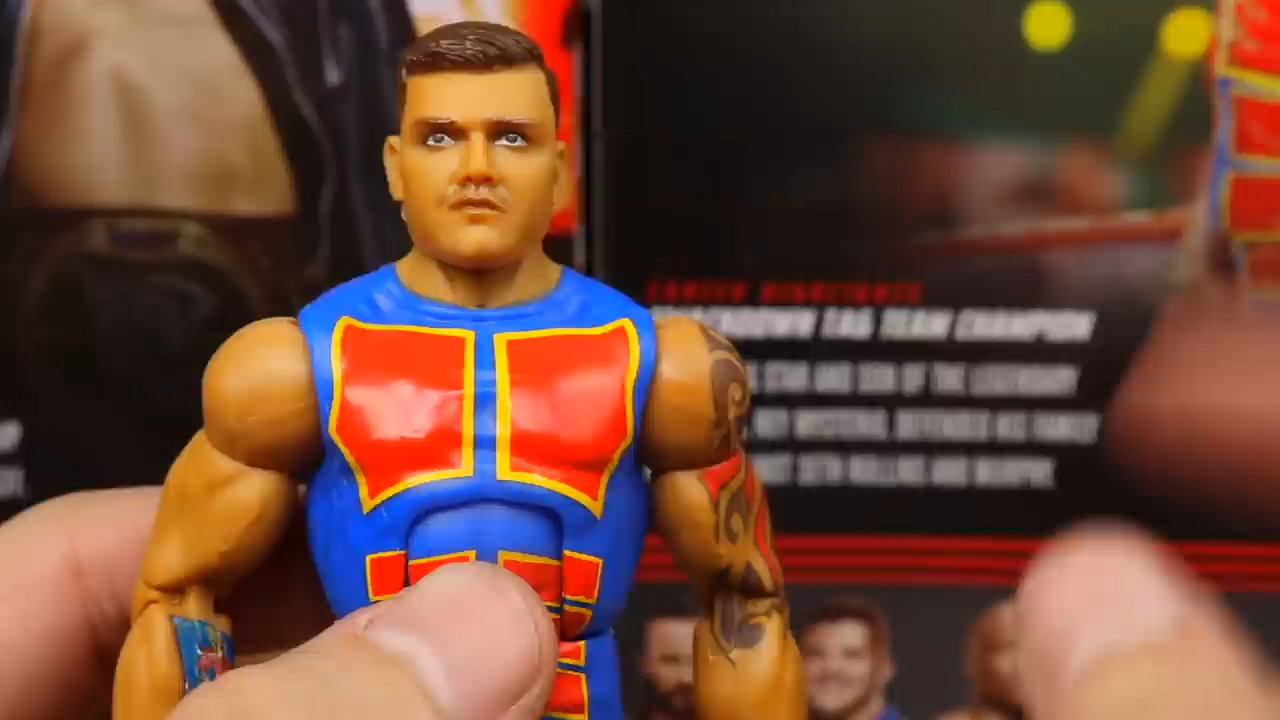 CAREER HIGHLIGHTS
TAG TEAM CHAMPION
STAR AND SON OF THE LEGENDARY
REY MYSTERIO, DEFENDED HIS FAMILY
SETH ROLLINS AND MURPHY.